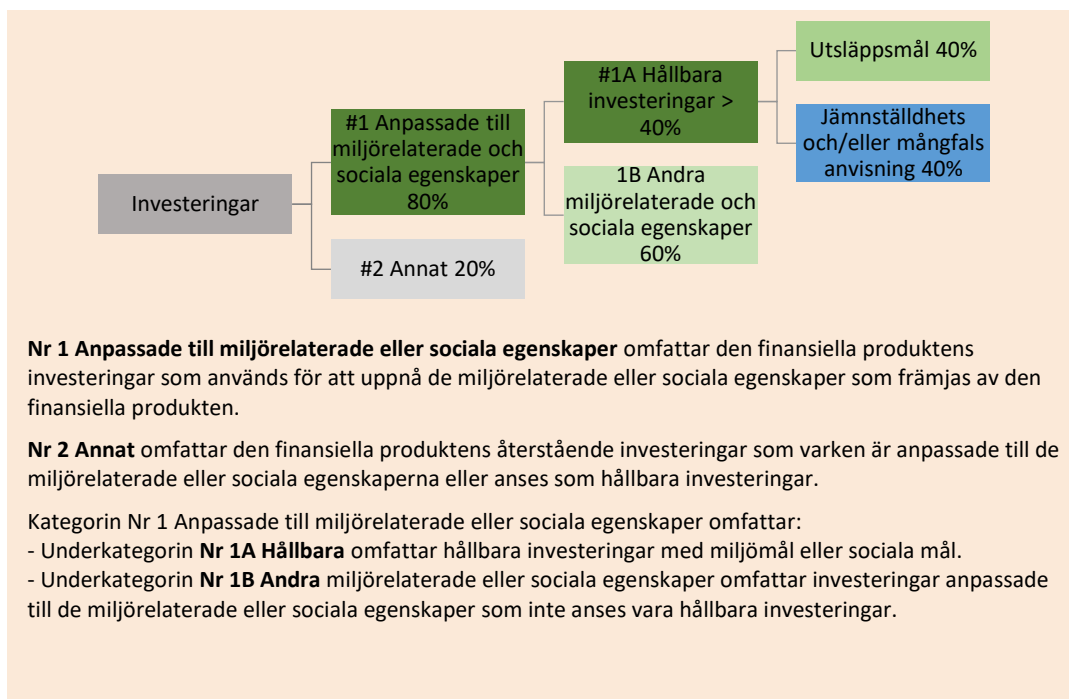 Investeringar
#1 Anpassade till
miljörelaterade och
sociala egenskaper
80%
#2 Annat 20%
#1A Hållbara
investeringar >
40%
1B Andra
miljörelaterade och
sociala egenskaper
60%
Utsläppsmål 40%
Jämnställdhets
och/eller mångfals
anvisning 40%
Nr 1 Anpassade till miljörelaterade eller sociala egenskaper omfattar den finansiella produktens
investeringar som används för att uppnå de miljörelaterade eller sociala egenskaper som främjas av den
finansiella produkten.
Nr 2 Annat omfattar den finansiella produktens återstående investeringar som varken är anpassade till de
miljörelaterade eller sociala egenskaperna eller anses som hållbara investeringar.
Kategorin Nr 1 Anpassade till miljörelaterade eller sociala egenskaper omfattar:
- Underkategorin Nr 1A Hållbara omfattar hållbara investeringar med miljömål eller sociala mål.
- Underkategorin Nr 1B Andra miljörelaterade eller sociala egenskaper omfattar investeringar anpassade
till de miljörelaterade eller sociala egenskaper som inte anses vara hållbara investeringar.